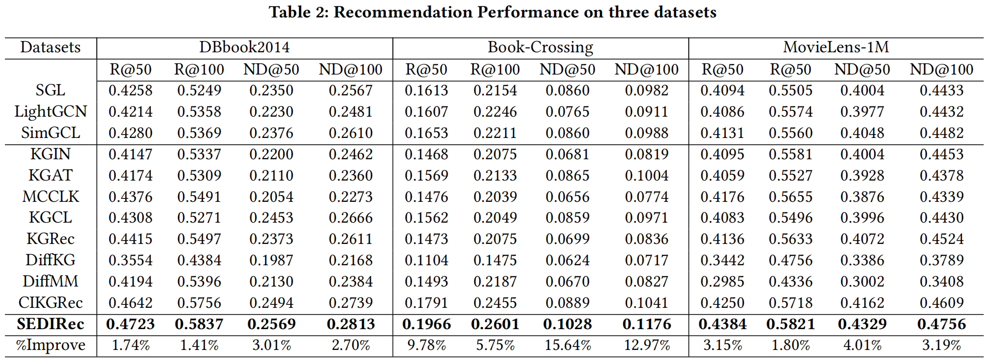 Table 2: Recommendation Performance on three datasets
Datasets DBbook2014 Book-Crossing MovieLens-1M
R@50 R@100 ND@50 ND@100 R@50 R@100 ND@50 ND@100 R@50 R@50 ND@50 ND@100
SGL 0.4258 0.5249 0.2350 0.2567 0.1613 0.2154 0.0860 0.0982 0.4094 0.5505 0.4004 0.4433
LightGCN 0.4214 0.5358 0.2230 0.2481 0.1607 0.2246 0.0765 0.0911 0.4086 0.5574 0.3977 0.4432
SimGCL 0.4280 0.5369 0.2376 0.2610 0.1653 0.2211 0.0860 0.0988 0.4131 0.5560 0.4048 0.4482
KGIN 0.4147 0.5337 0.2200 0.2462 0.1468 0.2075 0.0681 0.0819 0.4095 0.5581 0.4004 0.4453
KGAT 0.4174 0.5309 0.2110 0.2360 0.1569 0.2133 0.0865 0.1004 0.4059 0.5527 0.3928 0.4378
MCCLK 0.4376 0.5491 0.2054 0.2273 0.1476 0.2039 0.0656 0.0774 0.4176 0.5655 0.3876 0.4339
KGCL 0.4308 0.5271 0.2453 0.2666 0.1562 0.2049 0.0859 0.0971 0.4083 0.5496 0.3996 0.4430
KGRec 0.4415 0.5497 0.2373 0.2611 0.1473 0.2075 0.0699 0.0836 0.4136 0.5633 0.4072 0.4524
DiffKG 0.3554 0.4384 0.1987 0.2168 0.1104 0.1475 0.0624 0.0717 0.3442 0.4756 0.3386 0.3789
DiffMM 0.4194 0.5396 0.2130 0.2384 0.1493 0.2187 0.0670 0.0827 0.2985 0.4336 0.3002 0.3408
CIKGRec 0.4642 0.5756 0.2494 0.2739 0.1791 0.2455 0.0889 0.1041 0.4250 0.5718 0.4162 0.4609
SEDIRec 0.4723 0.5837 0.2569 0.2813 0.1966 0.2601 0.1028 0.1176 0.4384 0.5821 0.4329 0.4756
%Improve 1.74% 1.41% 3.01% 2.70% 9.78% 5.75% 15.64% 12.97% 3.15% 1.80% 4.01% 3.19%